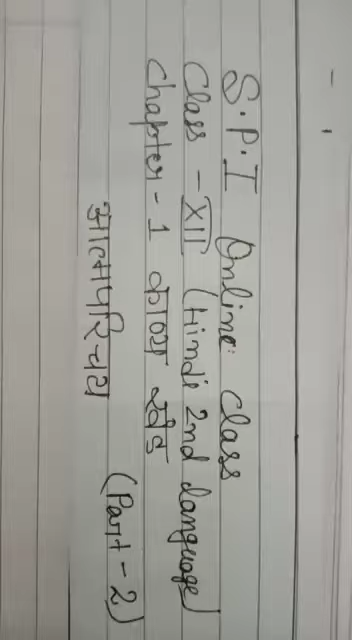 S.P.I Online class
Class - XII (Hindi 2nd Language)
Chapter - 1 काव्य खंड
आत्मपरिचय
(Part - 2)